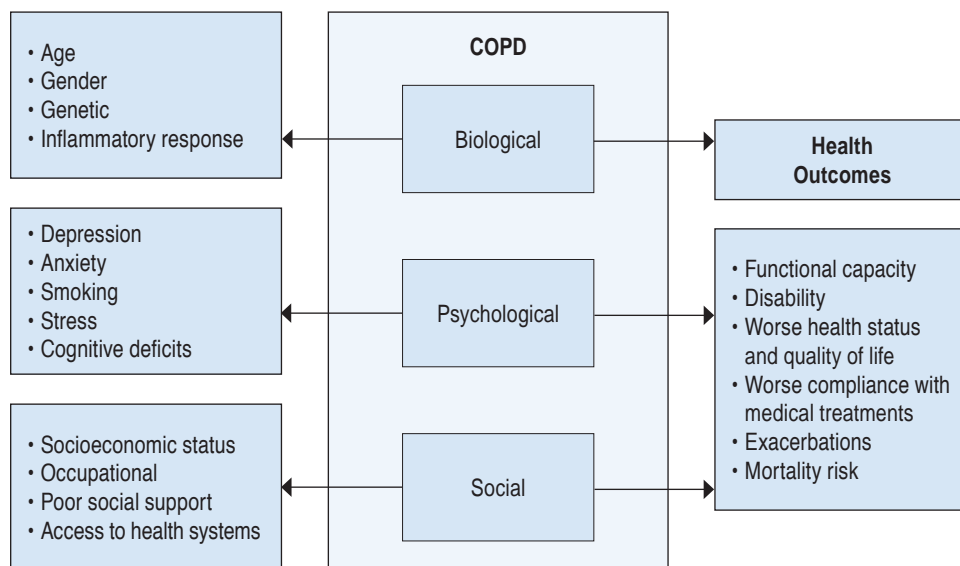 • Age
• Gender
• Genetic
• Inflammatory response
• Depression
• Anxiety
• Smoking
• Stress
• Cognitive deficits
• Socioeconomic status
• Occupational
• Poor social support
• Access to health systems
COPD
Biological
Psychological
Social
Health
Outcomes
• Functional capacity
• Disability
• Worse health status
and quality of life
• Worse compliance with
medical treatments
• Exacerbations
• Mortality risk